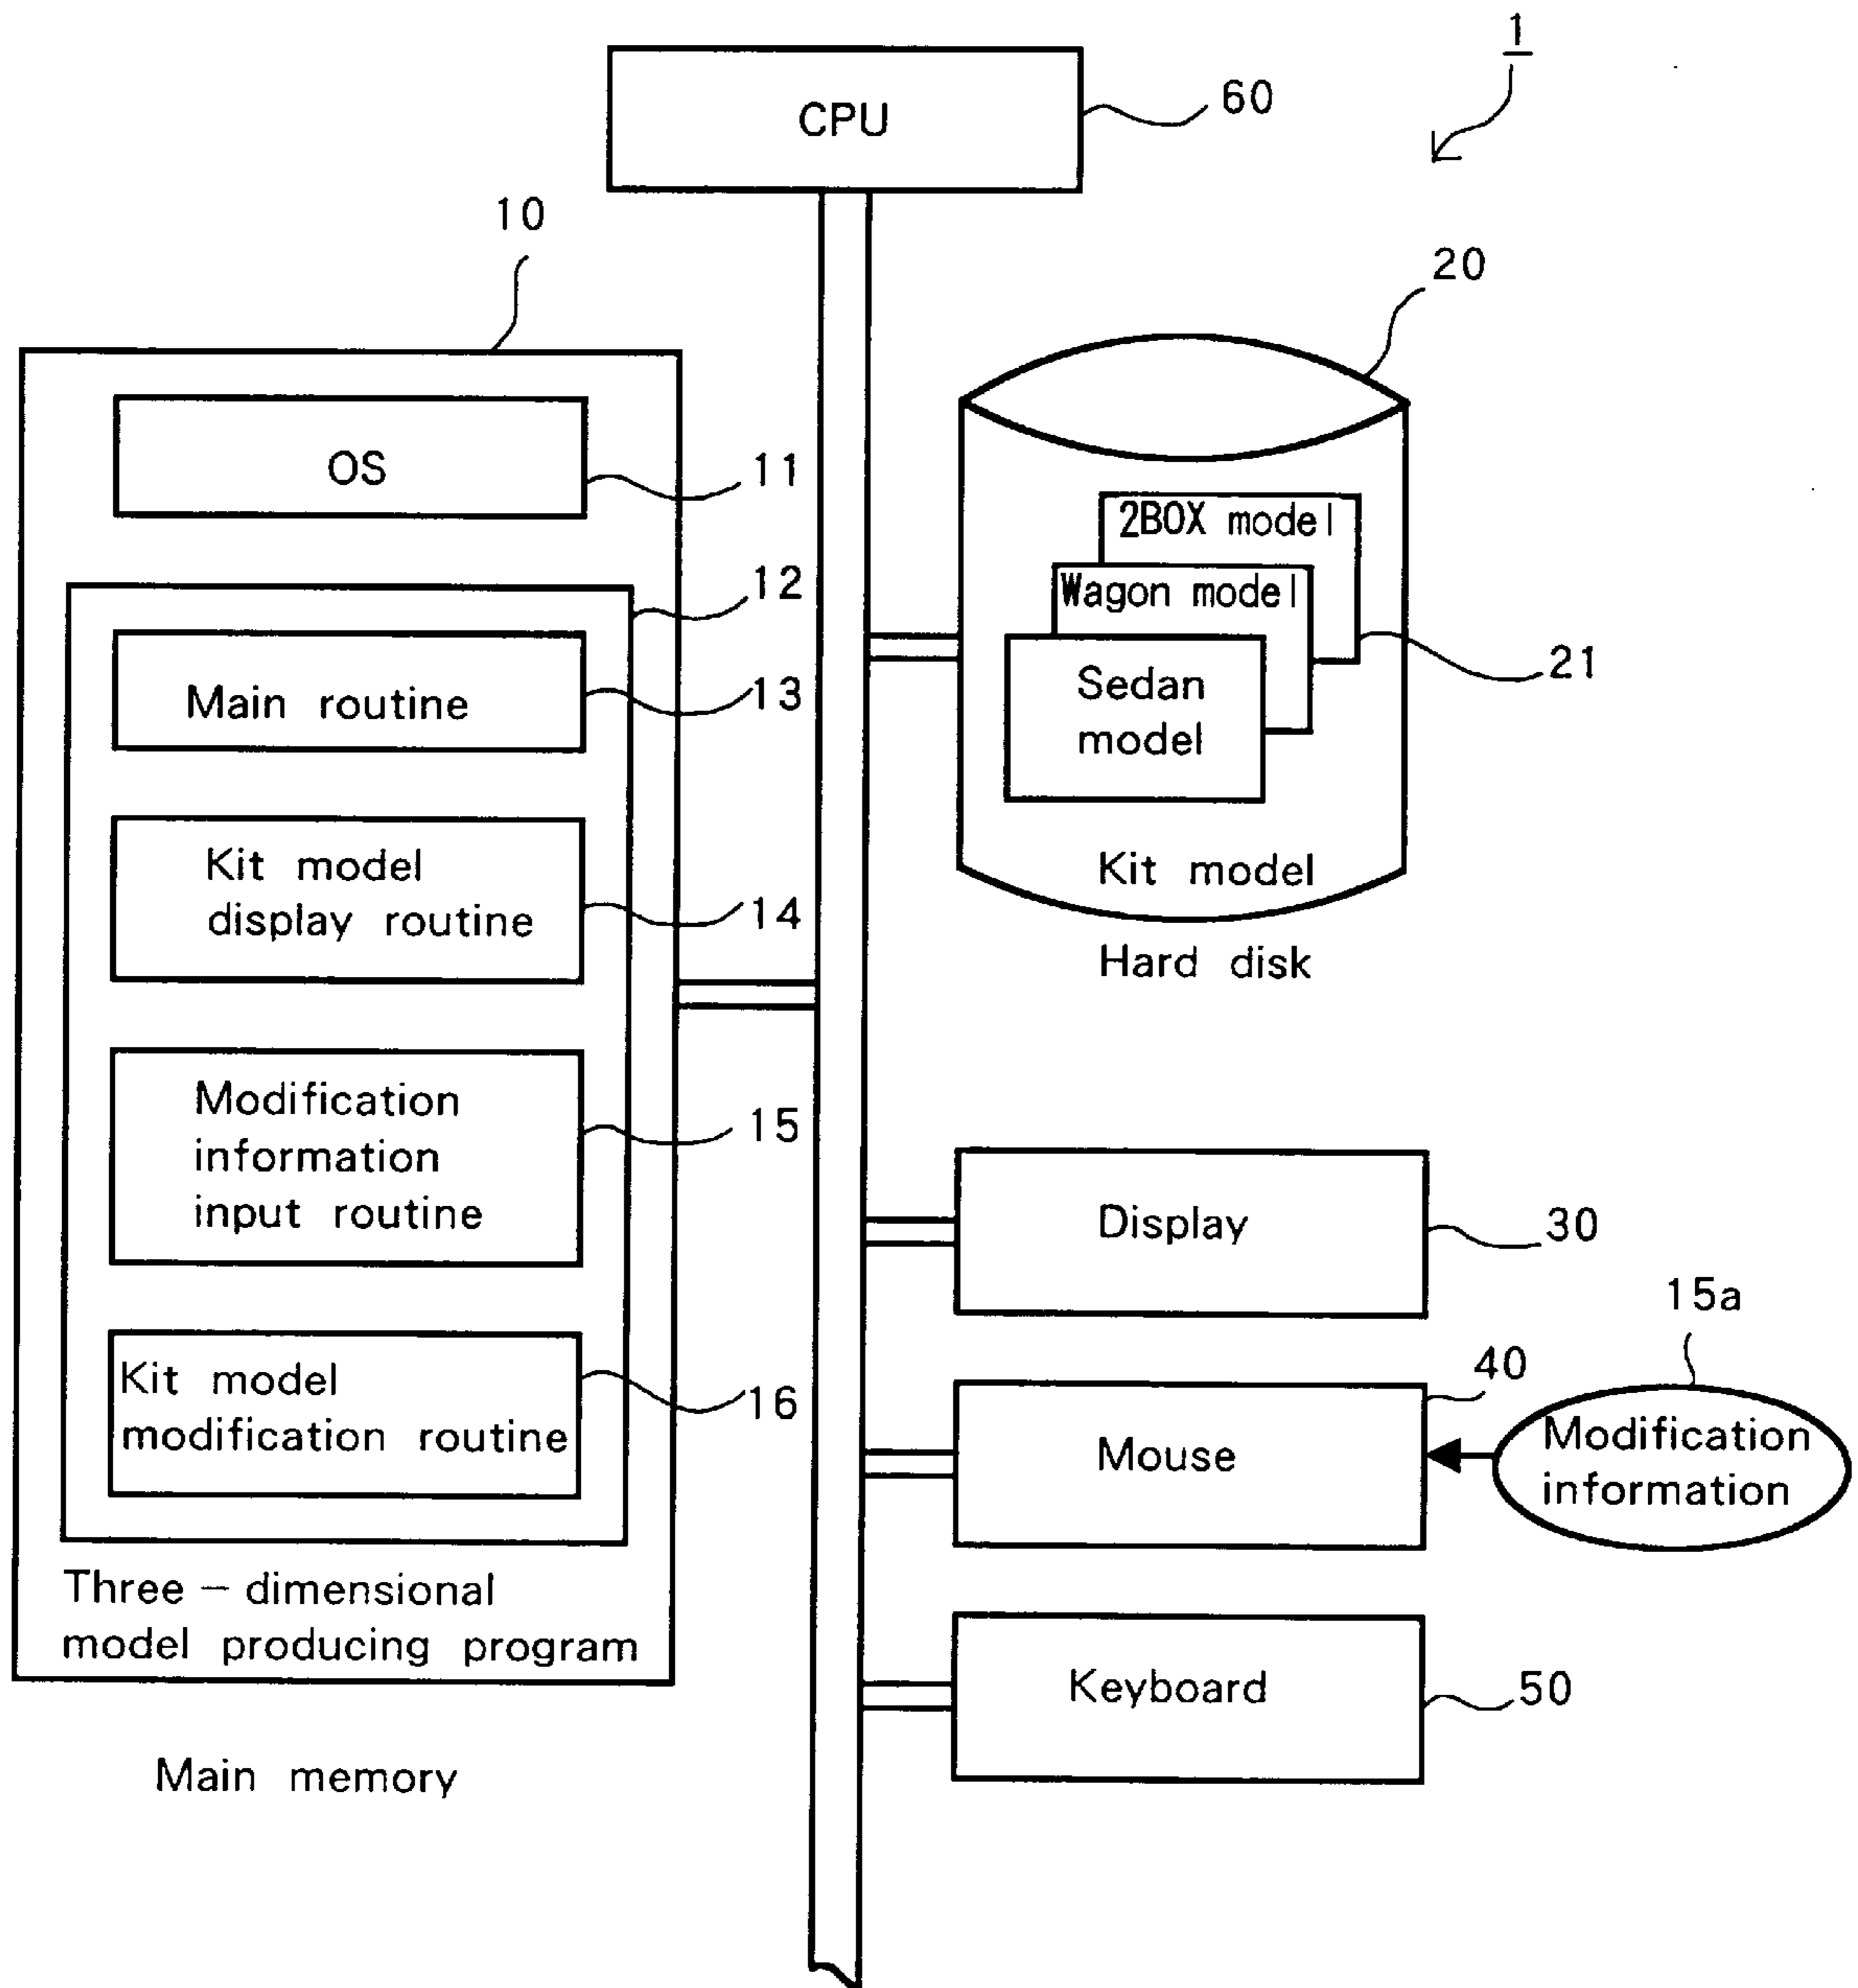 1
CPU
60
10
20
OS
11
2BOX model
Wagon model
Sedan
model
21
12
Main routine
13
Kit model
display routine
14
Kit model
Hard disk
Modification
information
input routine
15
Display
30
15a
Kit model
modification routine
16
40
Mouse
Modification
information
Three-dimensional
model producing program
Keyboard
50
Main memory